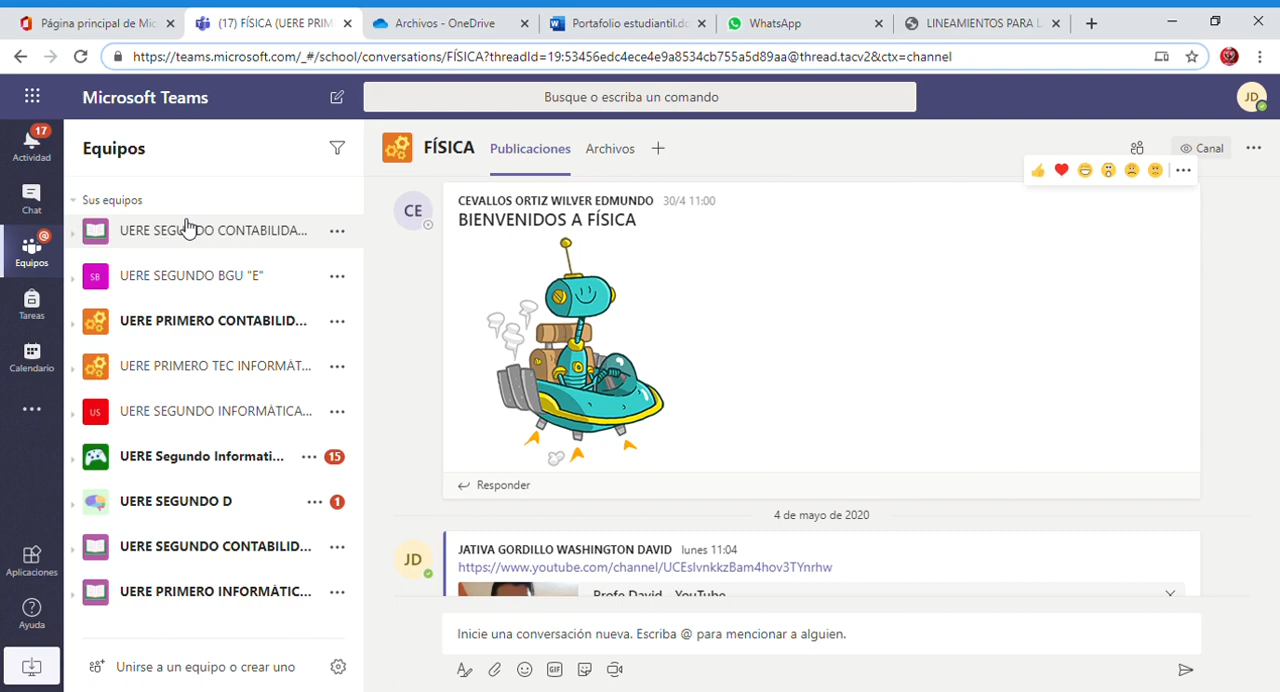 Página principal de Mic
(17) FÍSICA (UERE PRIM
Archivos - OneDrive
Portafolio estudiantil.do
WhatsApp
LINEAMIENTOS PARA L
https://teams.microsoft.com/_#/school/conversations/FÍSICA?threadId=19:53456edc4ece4e9a8534cb755a5d89aa@thread.tacv2&ctx=channel
Microsoft Teams
Busque o escriba un comando
JD
17
Actividad
Chat
Equipos
Tareas
Calendario
Aplicaciones
Ayuda
Equipos
Sus equipos
UERE SEGUNDO CONTABILIDA...
SB UERE SEGUNDO BGU "E"
UERE PRIMERO CONTABILID...
UERE PRIMERO TEC INFORMÁT...
US UERE SEGUNDO INFORMÁTICA...
UERE Segundo Informati... 15
UERE SEGUNDO D 1
UERE SEGUNDO CONTABILID...
UERE PRIMERO INFORMÁTIC...
Unirse a un equipo o crear uno
FÍSICA Publicaciones Archivos
Canal
CE
CEVALLOS ORTIZ WILVER EDMUNDO 30/4 11:00
BIENVENIDOS A FÍSICA
Responder
4 de mayo de 2020
JD
JATIVA GORDILLO WASHINGTON DAVID lunes 11:04
https://www.youtube.com/channel/UCEslvnkkzBam4hov3TYnrhw
Profe David - YouTube
Inicie una conversación nueva. Escriba @ para mencionar a alguien.
GIF